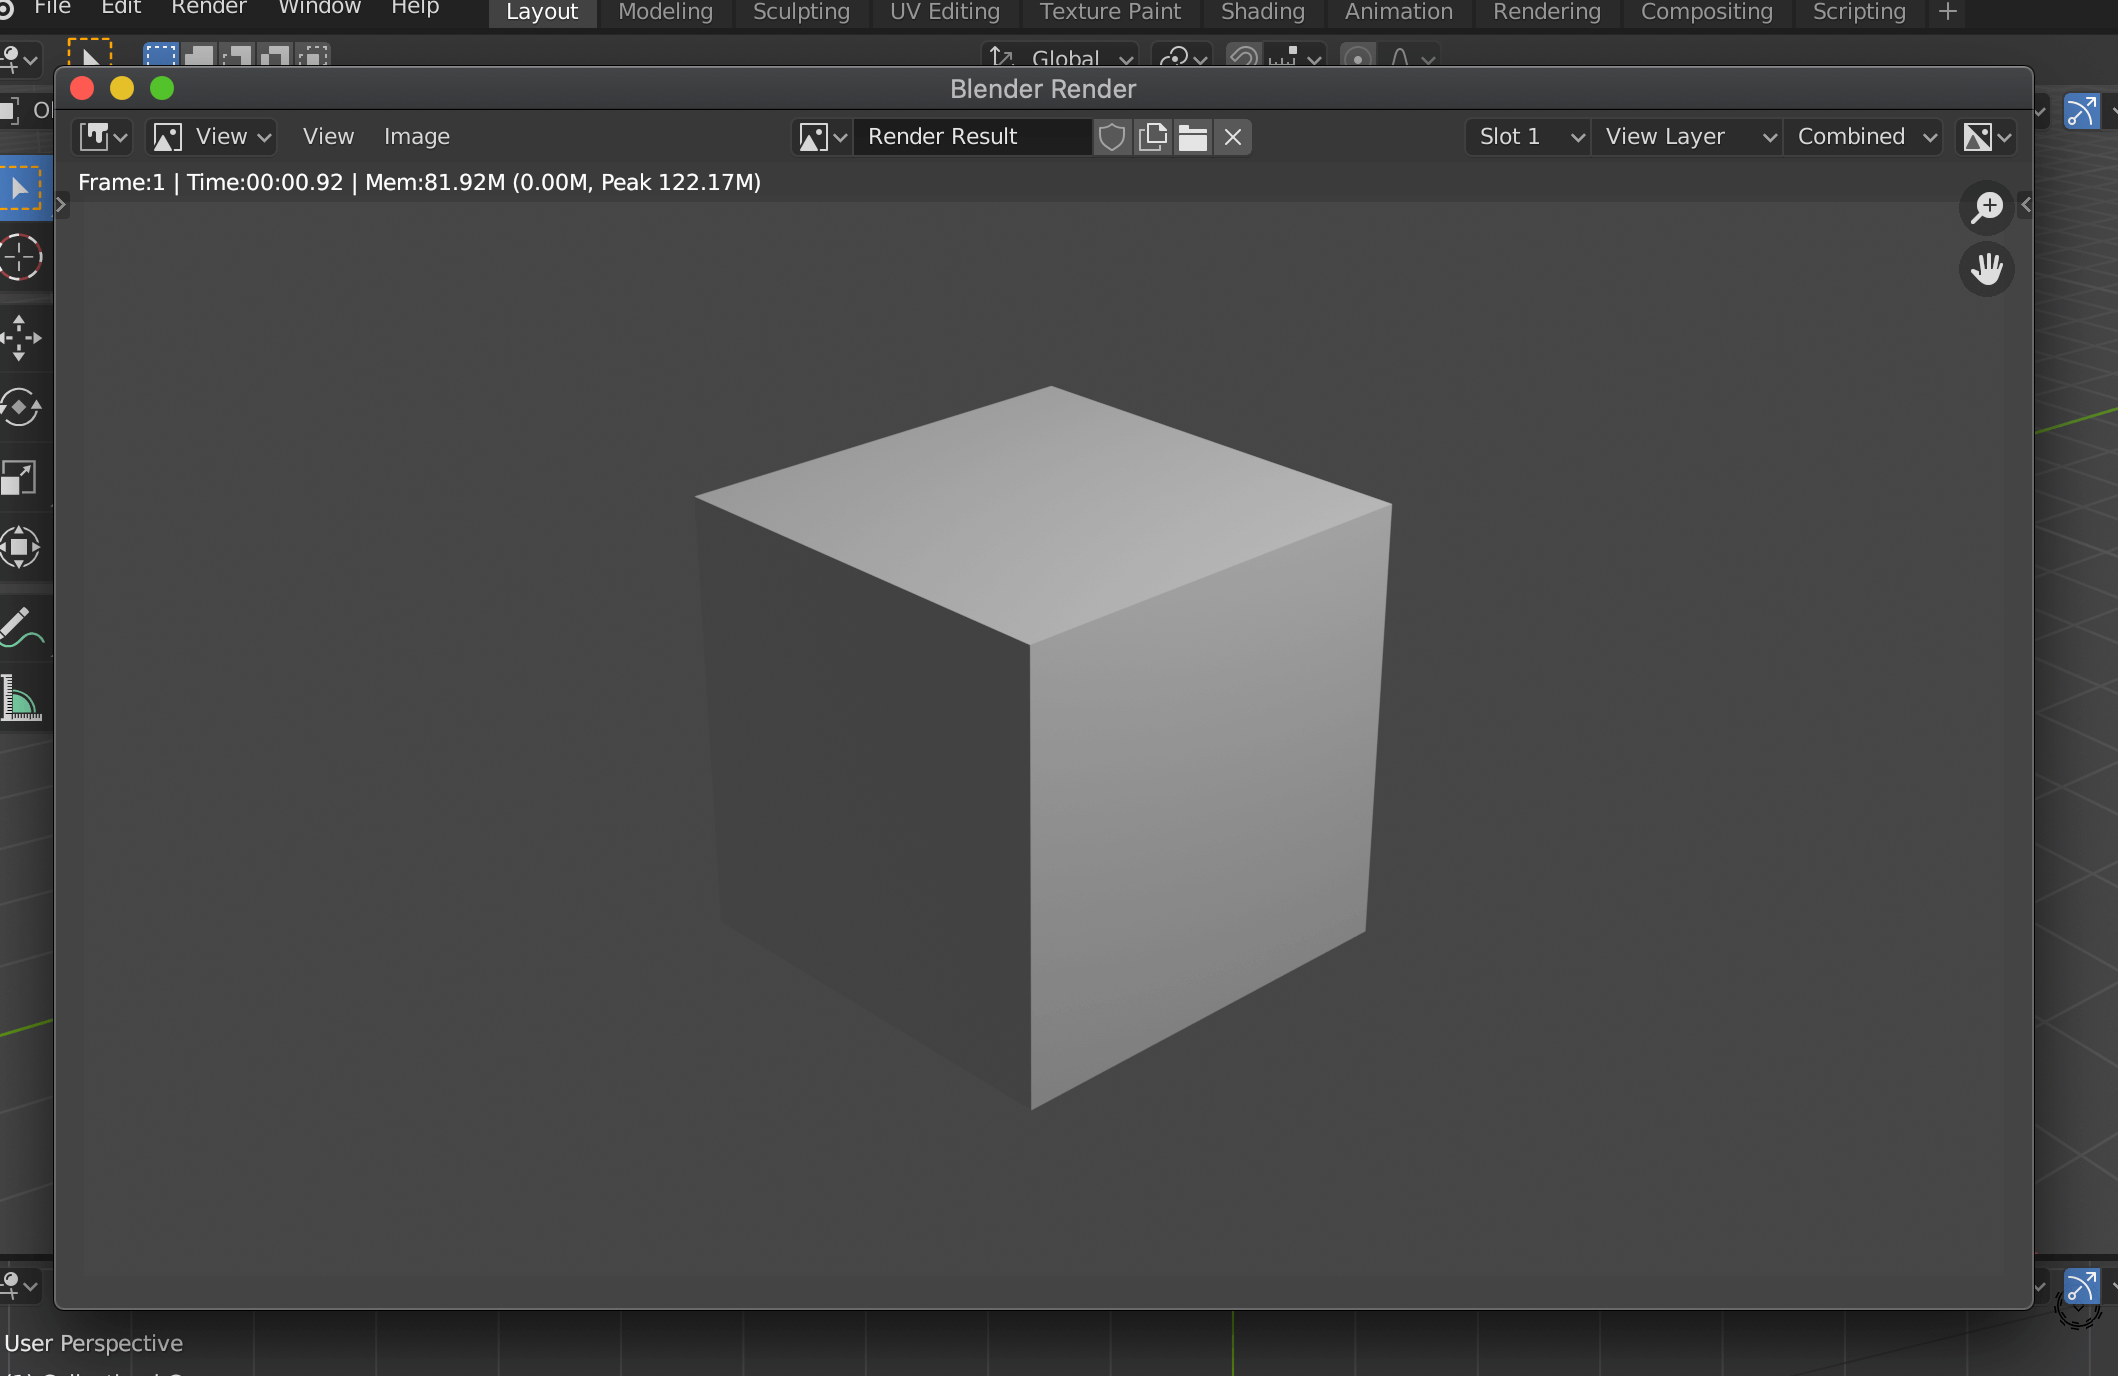 File Edit Render Window Help Layout Modeling Sculpting UV Editing Texture Paint Shading Animation Rendering Compositing Scripting +
Global
Blender Render
View View Image Render Result Slot 1 View Layer Combined
Frame:1 | Time:00:00.92 | Mem:81.92M (0.00M, Peak 122.17M)
User Perspective